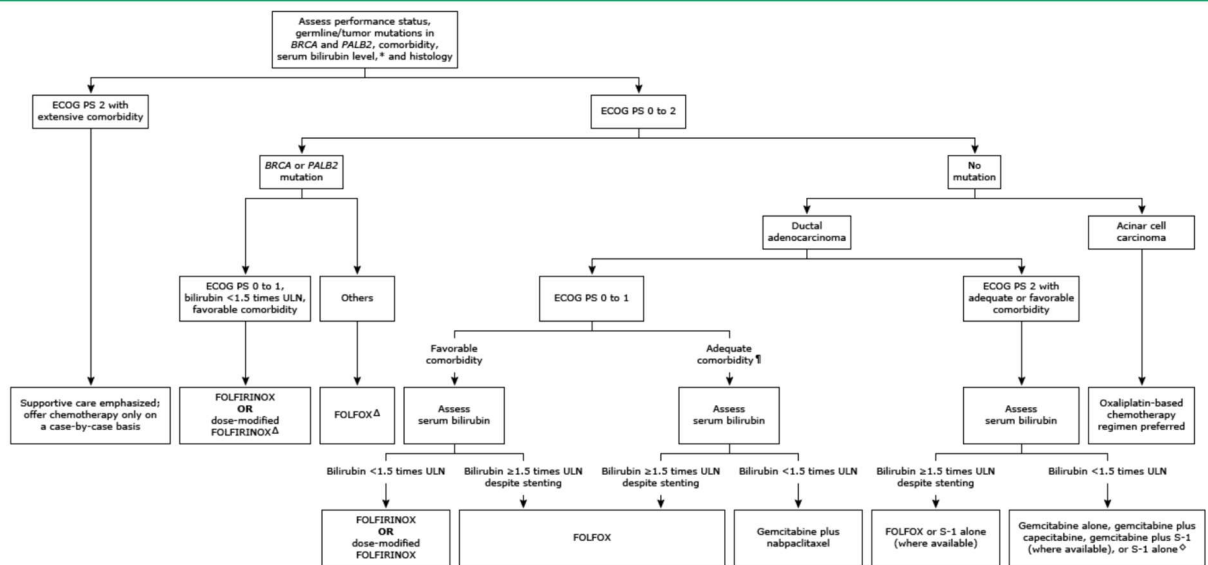 Assess performance status,
germline/tumor mutations in
BRCA and PALB2, comorbidity,
serum bilirubin level,* and histology
ECOG PS 2 with
extensive comorbidity
ECOG PS 0 to 2
BRCA or PALB2
mutation
No
mutation
Ductal
adenocarcinoma
Acinar cell
carcinoma
ECOG PS 0 to 1,
bilirubin <1.5 times ULN,
favorable comorbidity
Others
ECOG PS 0 to 1
ECOG PS 2 with
adequate or favorable
comorbidity
Favorable
comorbidity
Adequate
comorbidity¶
Supportive care emphasized;
offer chemotherapy only on
a case-by-case basis
FOLFIRINOX
OR
dose-modified
FOLFIRINOXΔ
FOLFOXΔ
Assess
serum bilirubin
Assess
serum bilirubin
Assess
serum bilirubin
Oxaliplatin-based
chemotherapy
regimen preferred
Bilirubin <1.5 times ULN
Bilirubin ≥1.5 times ULN
despite stenting
Bilirubin ≥1.5 times ULN
despite stenting
Bilirubin <1.5 times ULN
Bilirubin ≥1.5 times ULN
despite stenting
Bilirubin <1.5 times ULN
FOLFIRINOX
OR
dose-modified
FOLFIRINOX
FOLFOX
Gemcitabine plus
nabpaclitaxel
FOLFOX or S-1 alone
(where available)
Gemcitabine alone, gemcitabine plus
capecitabine, gemcitabine plus S-1
(where available), or S-1 alone◇